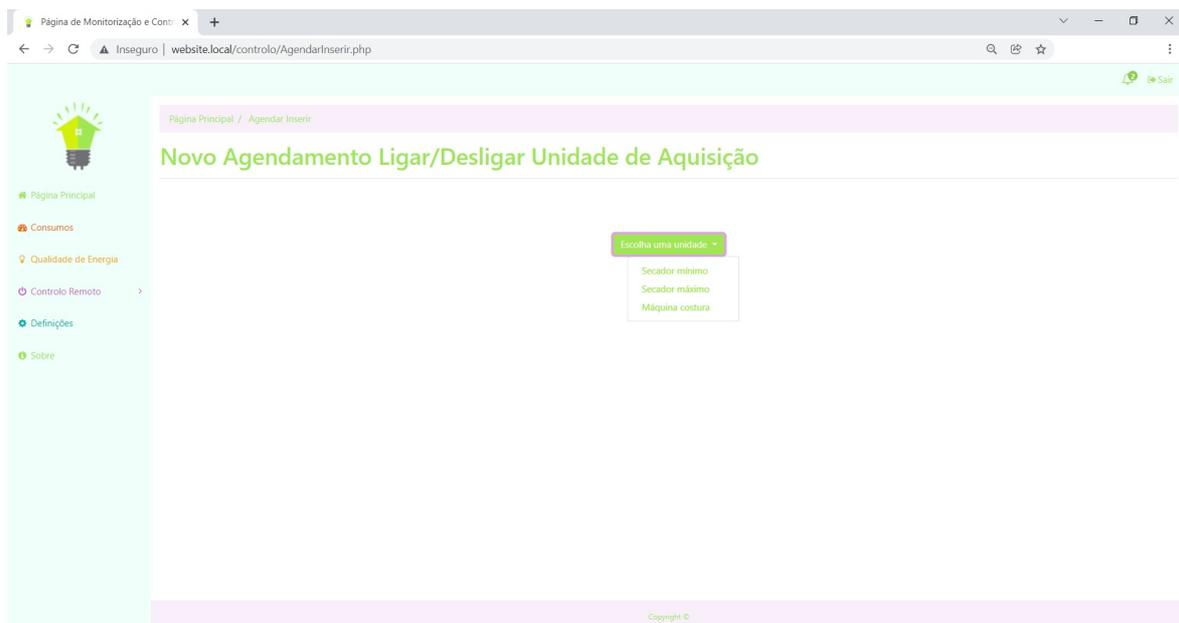 Página de Monitorização e Contr
Inseguro | website.local/controlo/AgendarInserir.php
2
Sair
Página Principal / Agendar Inserir
Novo Agendamento Ligar/Desligar Unidade de Aquisição
Página Principal
Consumos
Qualidade de Energia
Controlo Remoto
Definições
Sobre
Escolha uma unidade
Secador mínimo
Secador máximo
Máquina costura
Copyright ©